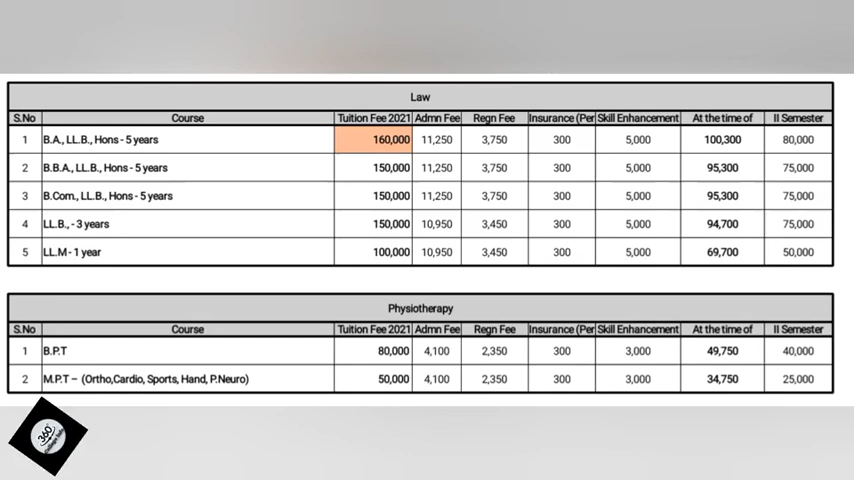 Law
S.No Course Tuition Fee 2021 Admn Fee Regn Fee Insurance (Per Skill Enhancement At the time of II Semester
1 B.A., LL.B., Hons - 5 years 160,000 11,250 3,750 300 5,000 100,300 80,000
2 B.B.A., LL.B., Hons - 5 years 150,000 11,250 3,750 300 5,000 95,300 75,000
3 B.Com., LL.B., Hons - 5 years 150,000 11,250 3,750 300 5,000 95,300 75,000
4 LL.B., - 3 years 150,000 10,950 3,450 300 5,000 94,700 75,000
5 LL.M - 1 year 100,000 10,950 3,450 300 5,000 69,700 50,000
Physiotherapy
S.No Course Tuition Fee 2021 Admn Fee Regn Fee Insurance (Per Skill Enhancement At the time of II Semester
1 B.P.T 80,000 4,100 2,350 300 3,000 49,750 40,000
2 M.P.T – (Ortho,Cardio, Sports, Hand, P.Neuro) 50,000 4,100 2,350 300 3,000 34,750 25,000
360°